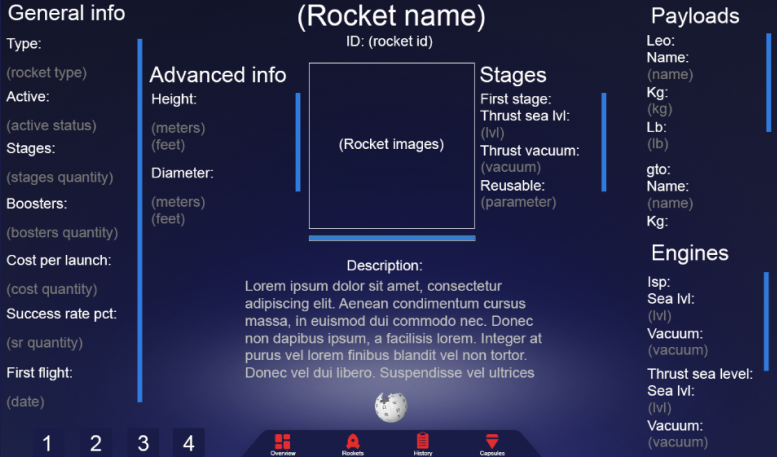 General info
Type:
(rocket type)
Active:
(active status)
Stages:
(stages quantity)
Boosters:
(bosters quantity)
Cost per launch:
(cost quantity)
Success rate pct:
(sr quantity)
First flight:
(date)
1 2 3 4
Advanced info
Height:
(meters)
(feet)
Diameter:
(meters)
(feet)
(Rocket name)
ID: (rocket id)
(Rocket images)
Description:
Lorem ipsum dolor sit amet, consectetur
adipiscing elit. Aenean condimentum cursus
massa, in euismod dui commodo nec. Donec
non dapibus ipsum, a facilisis lorem. Integer at
purus vel lorem finibus blandit vel non tortor.
Donec vel dui libero. Suspendisse vel ultrices
Overview Rockets History Capsules
Stages
First stage:
Thrust sea lvl:
(lvl)
Thrust vacuum:
(vacuum)
Reusable:
(parameter)
Payloads
Leo:
Name:
(name)
Kg:
(kg)
Lb:
(lb)
gto:
Name:
(name)
Kg:
Engines
Isp:
Sea lvl:
(lvl)
Vacuum:
(vacuum)
Thrust sea level:
Sea lvl:
(lvl)
Vacuum:
(vacuum)